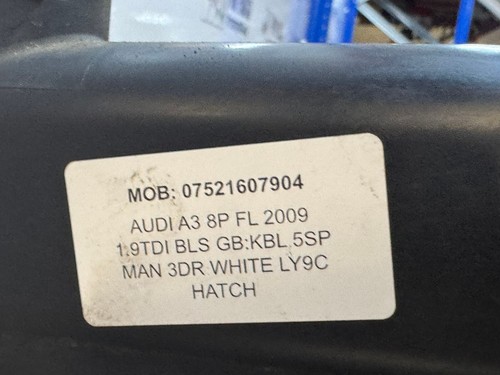 MOB: 07521607904
AUDI A3 8P FL 2009
1.9TDI BLS GB:KBL.5SP
MAN 3DR WHITE LY9C
HATCH